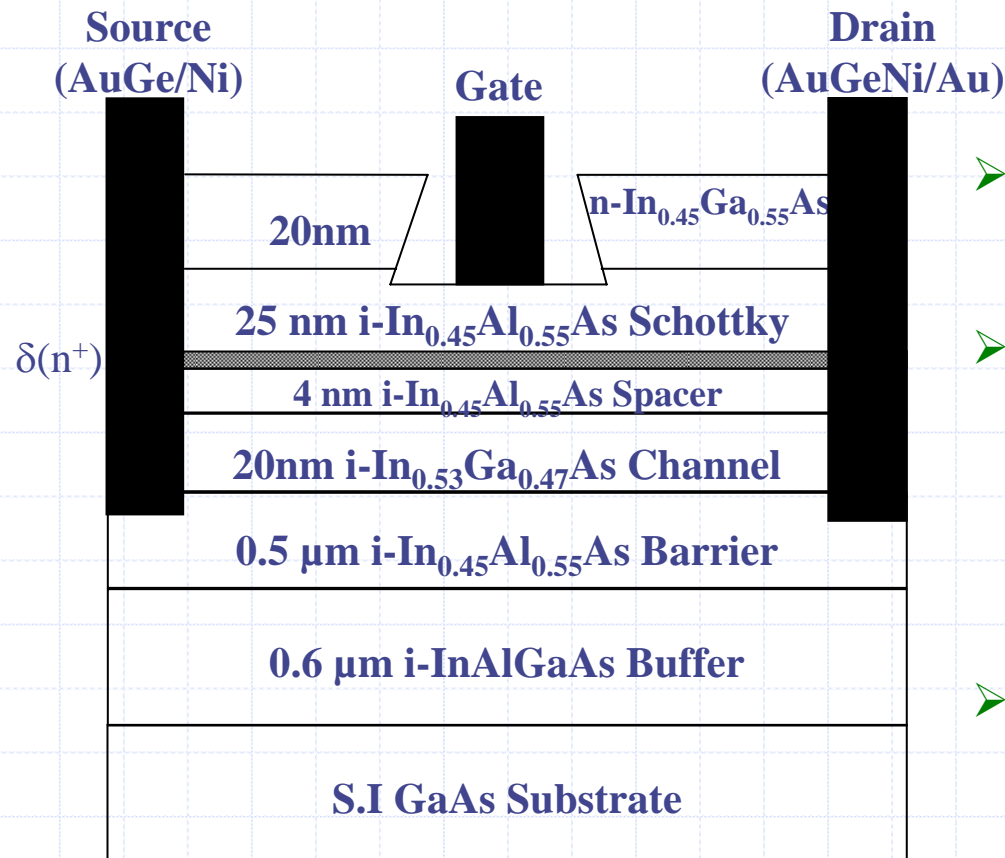 Source
(AuGe/Ni)
Gate
Drain
(AuGeNi/Au)
20nm
n-In₀.₄₅Ga₀.₅₅As
25 nm i-In₀.₄₅Al₀.₅₅As Schottky
δ(n⁺)
4 nm i-In₀.₄₅Al₀.₅₅As Spacer
20nm i-In₀.₅₃Ga₀.₄₇As Channel
0.5 µm i-In₀.₄₅Al₀.₅₅As Barrier
0.6 µm i-InAlGaAs Buffer
S.I GaAs Substrate